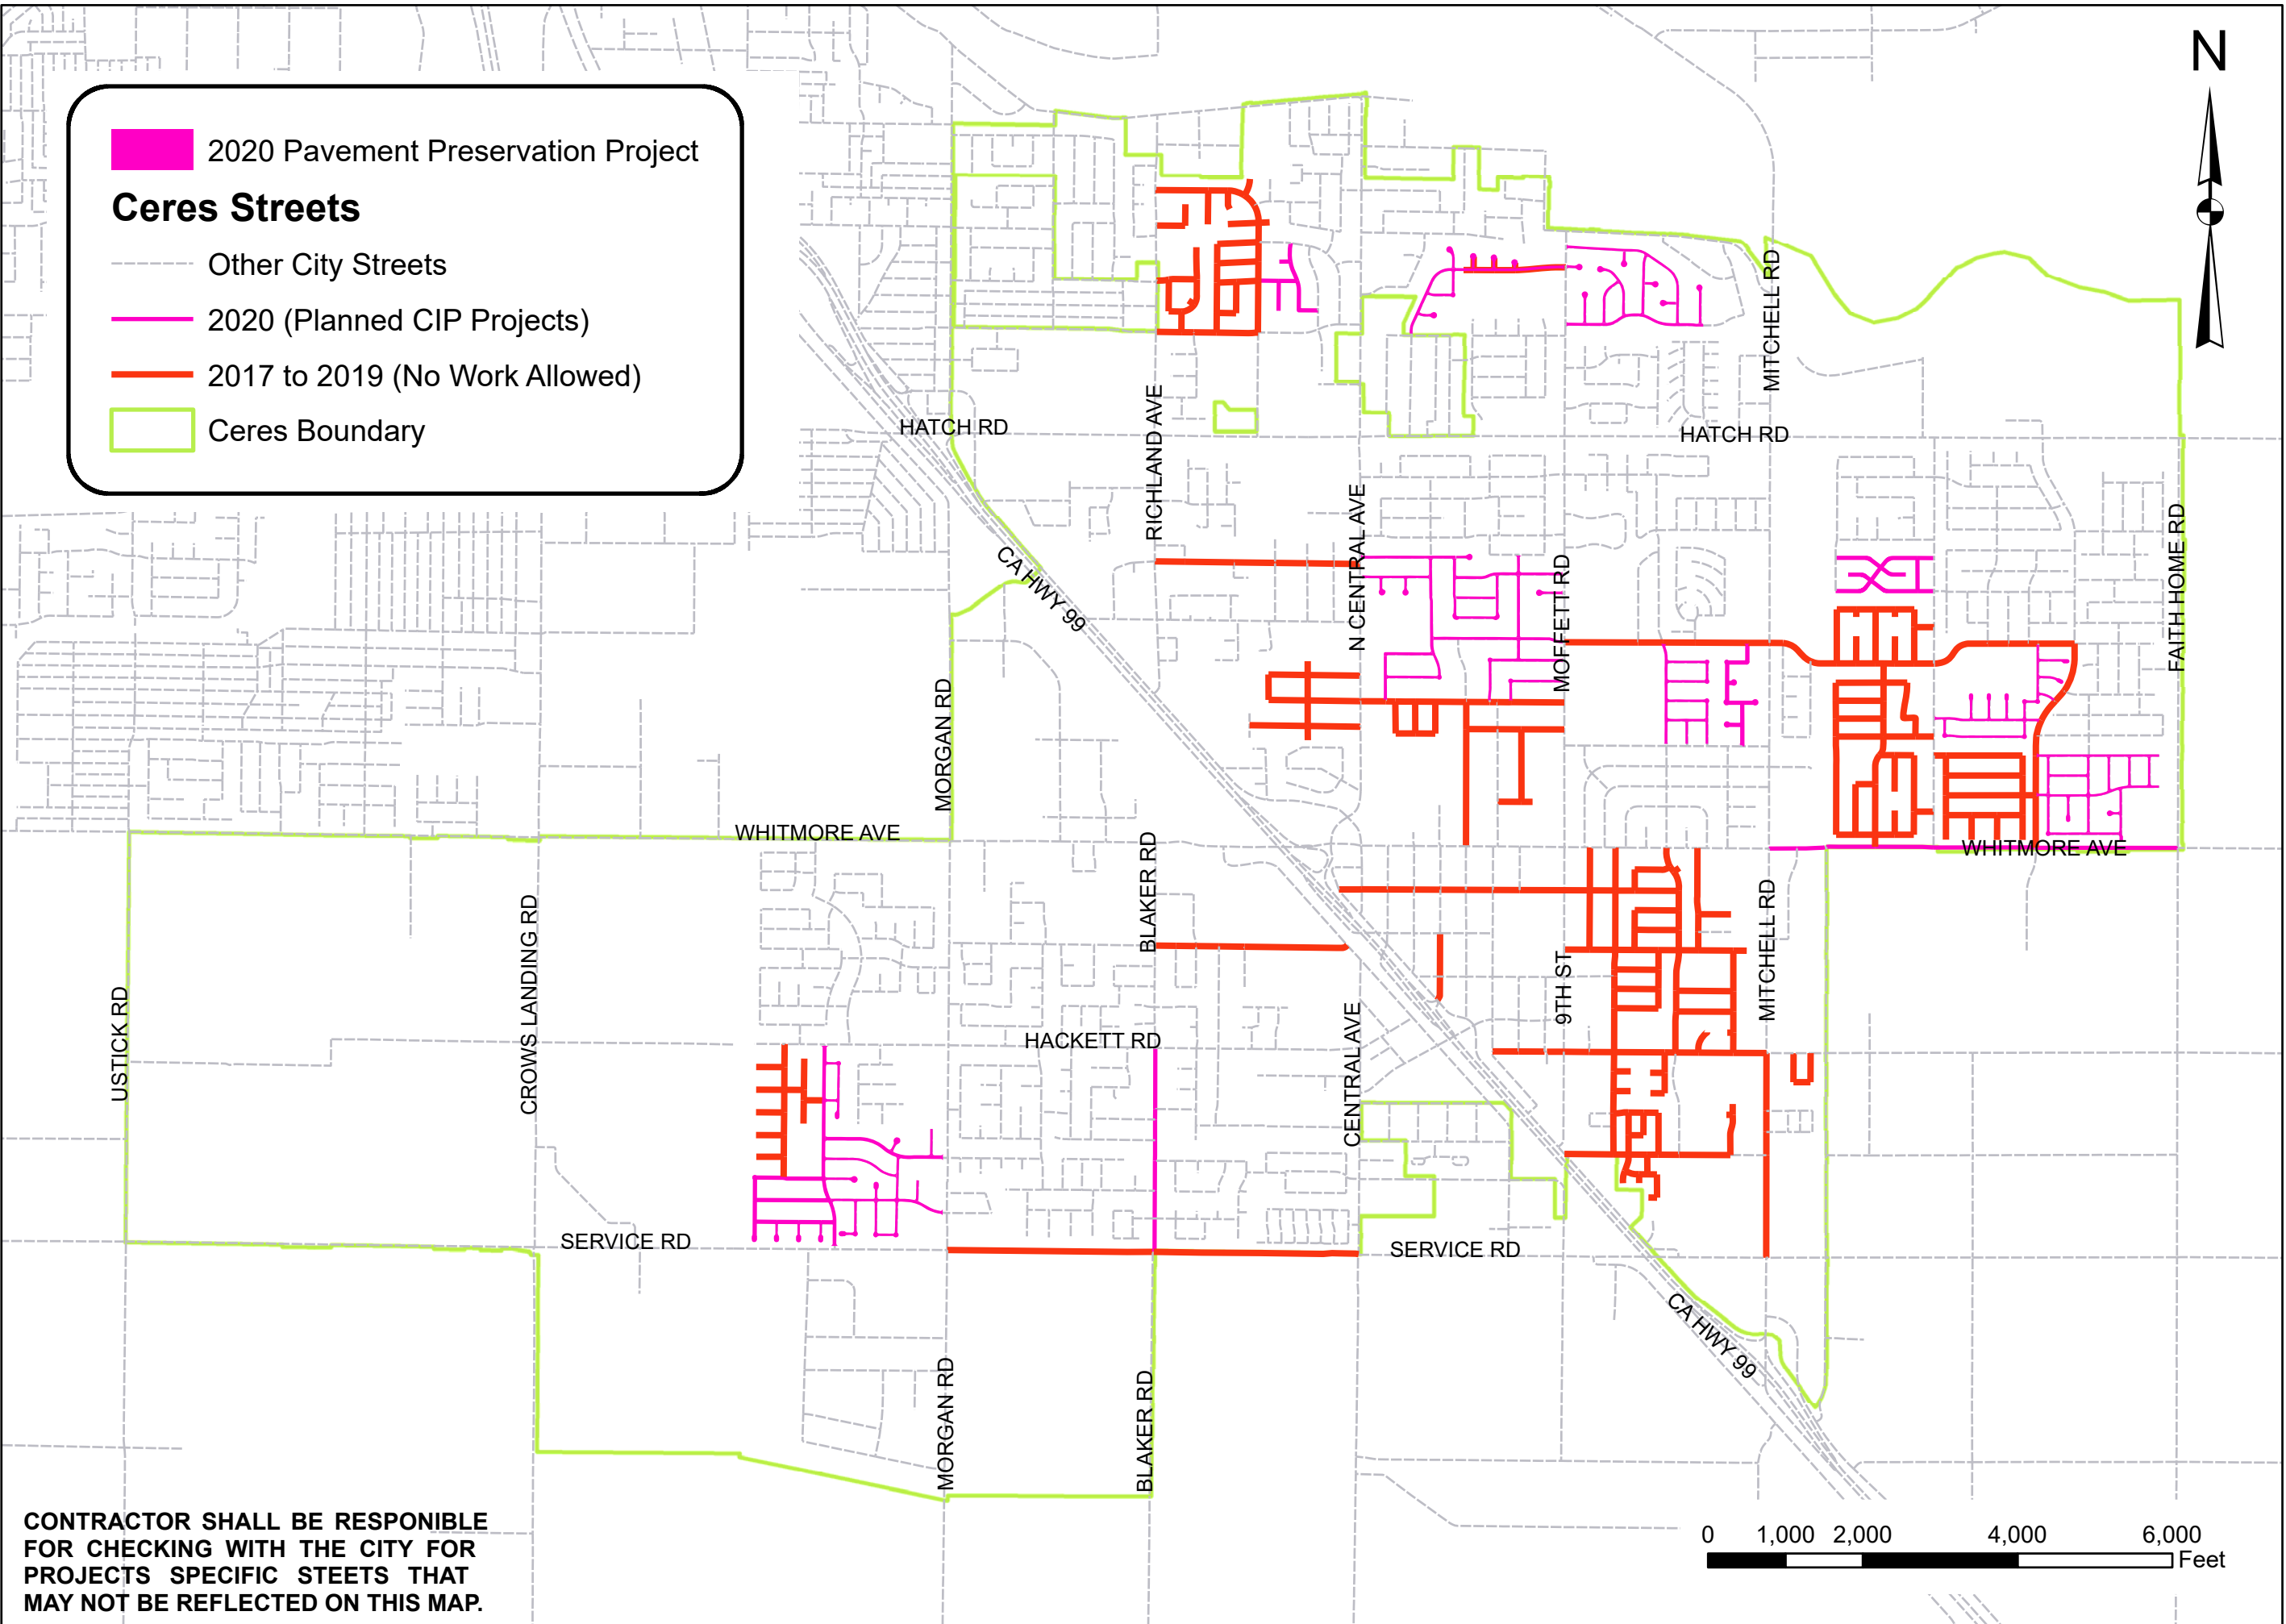 N
2020 Pavement Preservation Project
Ceres Streets
Other City Streets
2020 (Planned CIP Projects)
2017 to 2019 (No Work Allowed)
Ceres Boundary
MITCHELL RD
HATCH RD
HATCH RD
RICHLAND AVE
N CENTRAL AVE
CA HWY 99
MOFFETT RD
FAITH HOME RD
MORGAN RD
WHITMORE AVE
WHITMORE AVE
BLAKER RD
CROWS LANDING RD
MITCHELL RD
9TH ST
USTICK RD
HACKETT RD
CENTRAL AVE
SERVICE RD
SERVICE RD
CA HWY 99
MORGAN RD
BLAKER RD
CONTRACTOR SHALL BE RESPONIBLE
FOR CHECKING WITH THE CITY FOR
PROJECTS SPECIFIC STEETS THAT
MAY NOT BE REFLECTED ON THIS MAP.
0 1,000 2,000 4,000 6,000
Feet